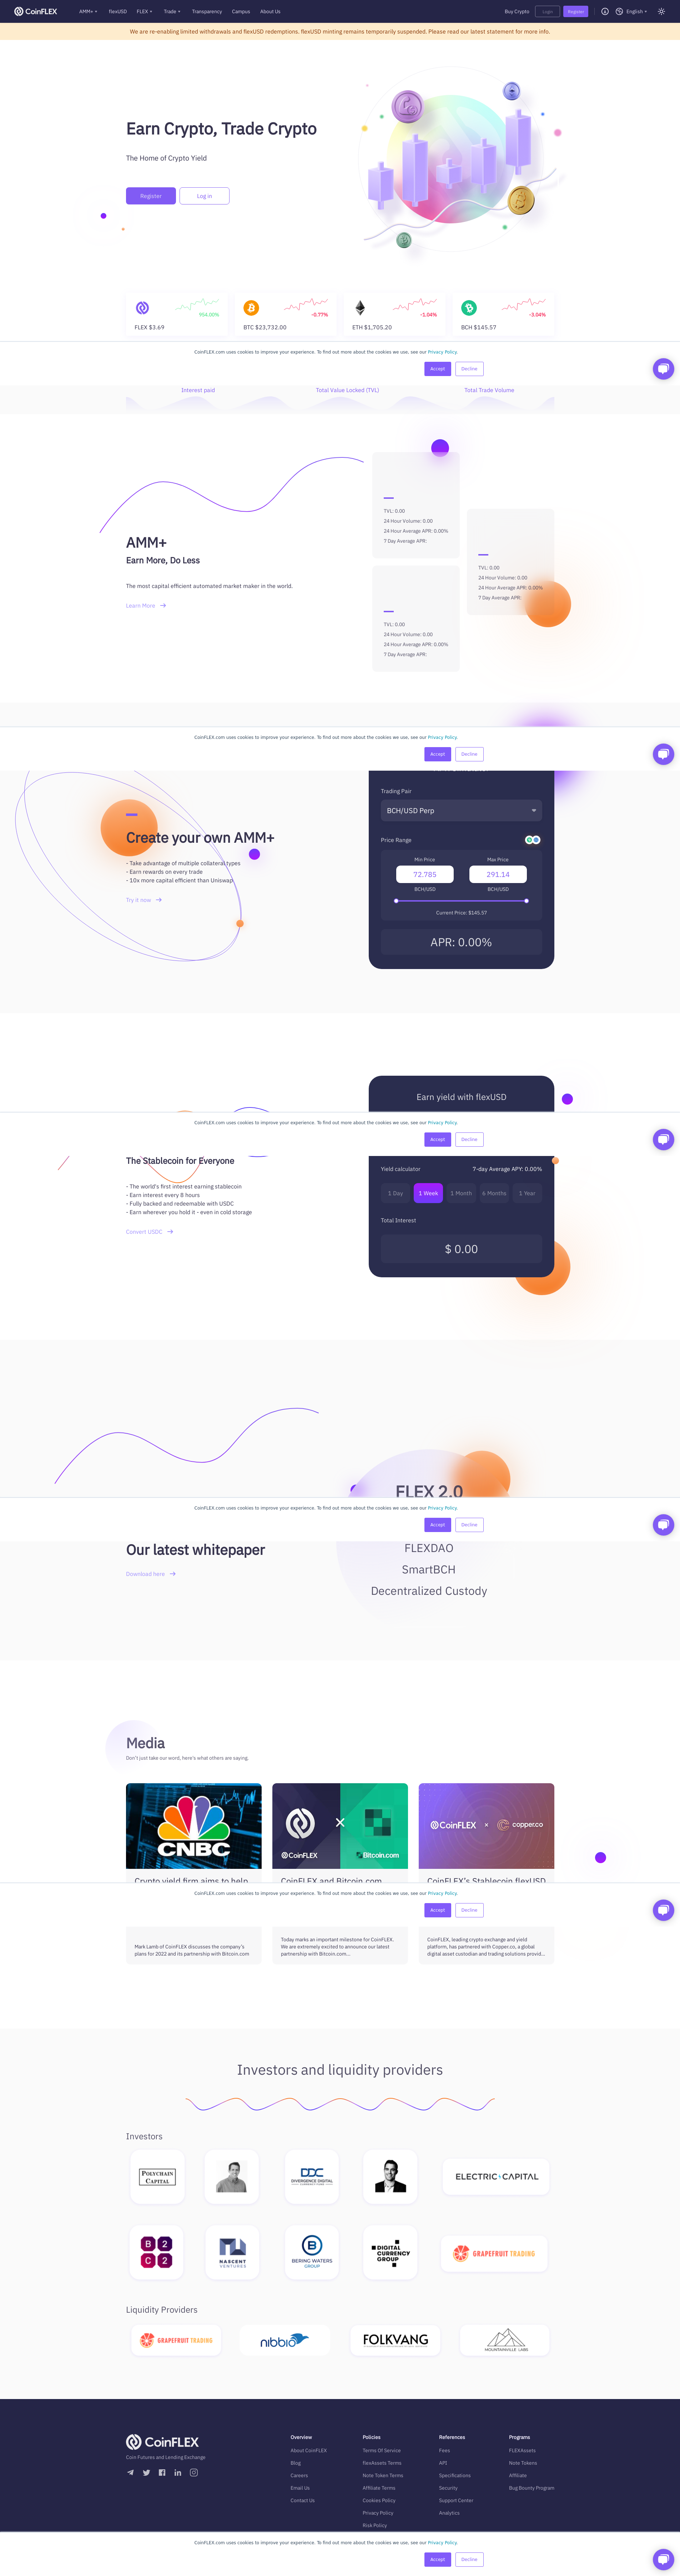 CoinFLEX AMM+ flexUSD FLEX Trade Transparency Campus About Us Buy Crypto Login Register English
We are re-enabling limited withdrawals and flexUSD redemptions. flexUSD minting remains temporarily suspended. Please read our latest statement for more info.
Earn Crypto, Trade Crypto
The Home of Crypto Yield
Register Log in
954.00% -0.77% -1.04% -3.04%
FLEX $3.69 BTC $23,732.00 ETH $1,705.20 BCH $145.57
CoinFLEX.com uses cookies to improve your experience. To find out more about the cookies we use, see our Privacy Policy.
Accept Decline
Interest paid Total Value Locked (TVL) Total Trade Volume
AMM+
Earn More, Do Less
The most capital efficient automated market maker in the world.
Learn More
TVL: 0.00
24 Hour Volume: 0.00
24 Hour Average APR: 0.00%
7 Day Average APR:
TVL: 0.00
24 Hour Volume: 0.00
24 Hour Average APR: 0.00%
7 Day Average APR:
TVL: 0.00
24 Hour Volume: 0.00
24 Hour Average APR: 0.00%
7 Day Average APR:
CoinFLEX.com uses cookies to improve your experience. To find out more about the cookies we use, see our Privacy Policy.
Accept Decline
Create your own AMM+
- Take advantage of multiple collateral types
- Earn rewards on every trade
- 10x more capital efficient than Uniswap
Try it now
Trading Pair
BCH/USD Perp
Price Range
Min Price Max Price
72.785 291.14
BCH/USD BCH/USD
Current Price: $145.57
APR: 0.00%
Earn yield with flexUSD
CoinFLEX.com uses cookies to improve your experience. To find out more about the cookies we use, see our Privacy Policy.
Accept Decline
The Stablecoin for Everyone
- The world's first interest earning stablecoin
- Earn interest every 8 hours
- Fully backed and redeemable with USDC
- Earn wherever you hold it - even in cold storage
Convert USDC
Yield calculator 7-day Average APY: 0.00%
1 Day 1 Week 1 Month 6 Months 1 Year
Total Interest
$ 0.00
FLEX 2.0
CoinFLEX.com uses cookies to improve your experience. To find out more about the cookies we use, see our Privacy Policy.
Accept Decline
Our latest whitepaper
Download here
FLEXDAO
SmartBCH
Decentralized Custody
Media
Don't just take our word, here's what others are saying.
CNBC
CoinFLEX Bitcoin.com
CoinFLEX × copper.co
Crypto yield firm aims to help
CoinFLEX and Bitcoin.com
CoinFLEX's Stablecoin flexUSD
CoinFLEX.com uses cookies to improve your experience. To find out more about the cookies we use, see our Privacy Policy.
Accept Decline
Mark Lamb of CoinFLEX discusses the company's
plans for 2022 and its partnership with Bitcoin.com
Today marks an important milestone for CoinFLEX.
We are extremely excited to announce our latest
partnership with Bitcoin.com...
CoinFLEX, leading crypto exchange and yield
platform, has partnered with Copper.co, a global
digital asset custodian and trading solutions provid...
Investors and liquidity providers
Investors
POLYCHAIN
CAPITAL
DDC
DIVERGENCE DIGITAL
ELECTRIC CAPITAL
B2
C2
NASCENT
VENTURES
BERING WATERS
GROUP
DIGITAL
CURRENCY
GROUP
GRAPEFRUIT TRADING
Liquidity Providers
GRAPEFRUIT TRADING
nibbio
FOLKVANG
MOUNTAINVILLE LABS
CoinFLEX
Coin Futures and Lending Exchange
Overview
About CoinFLEX
Blog
Careers
Email Us
Contact Us
Policies
Terms Of Service
flexAssets Terms
Note Token Terms
Affiliate Terms
Cookies Policy
Privacy Policy
Risk Policy
References
Fees
API
Specifications
Security
Support Center
Analytics
Programs
FLEXAssets
Note Tokens
Affiliate
Bug Bounty Program
CoinFLEX.com uses cookies to improve your experience. To find out more about the cookies we use, see our Privacy Policy.
Accept Decline